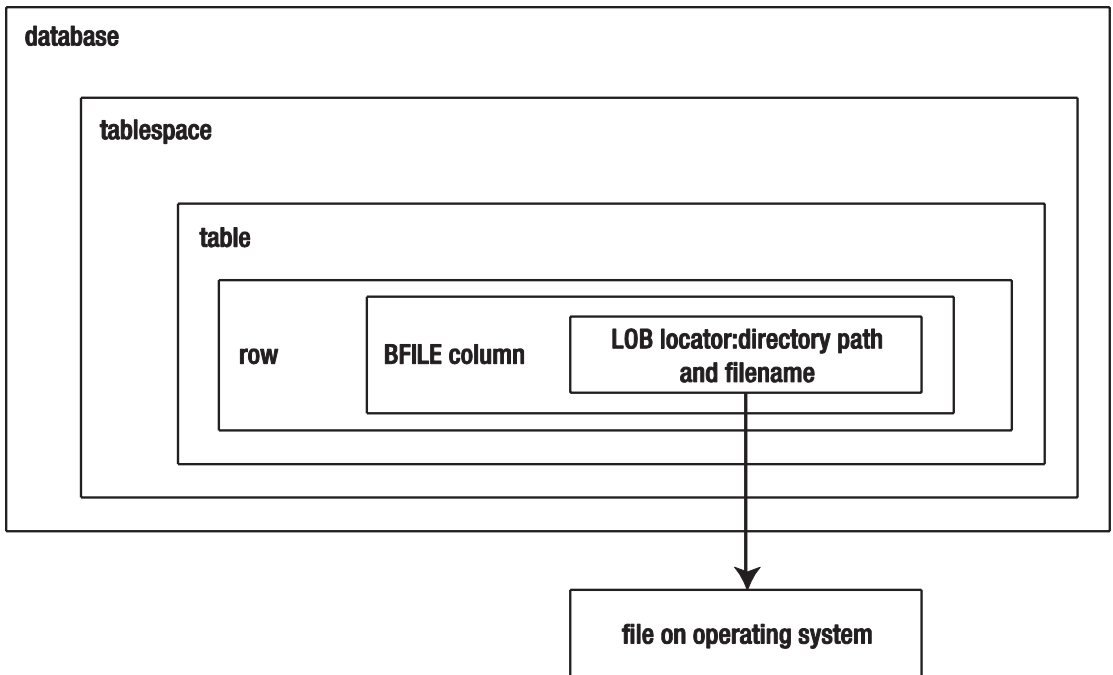 database
tablespace
table
row
BFILE column
LOB locator:directory path
and filename
file on operating system